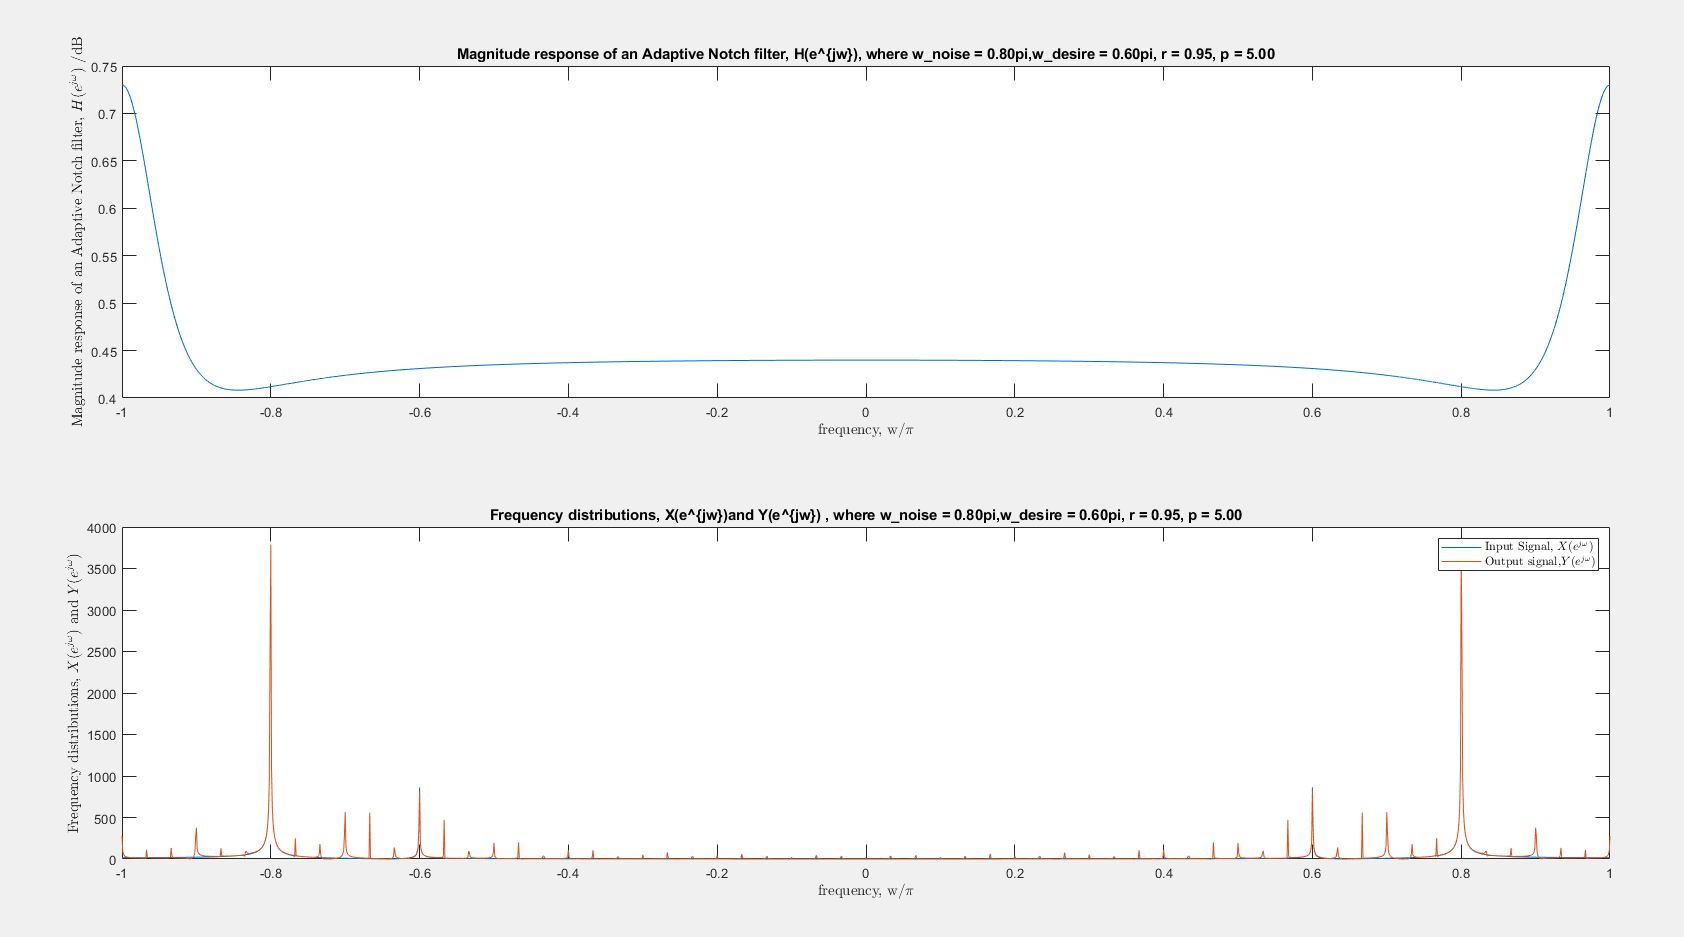 Magnitude response of an Adaptive Notch filter, H(e^{jw}), where w_noise = 0.80pi,w_desire = 0.60pi, r = 0.95, p = 5.00
Magnitude response of an Adaptive Notch filter, H(e^{jω}) /dB
0.75
0.7
0.65
0.6
0.55
0.5
0.45
0.4
-1 -0.8 -0.6 -0.4 -0.2 0 0.2 0.4 0.6 0.8 1
frequency, w/π
Frequency distributions, X(e^{jw})and Y(e^{jw}) , where w_noise = 0.80pi,w_desire = 0.60pi, r = 0.95, p = 5.00
Frequency distributions, X(e^{jω}) and Y(e^{jω})
4000
3500
3000
2500
2000
1500
1000
500
0
Input Signal, X(e^{jω})
Output signal,Y(e^{jω})
-1 -0.8 -0.6 -0.4 -0.2 0 0.2 0.4 0.6 0.8 1
frequency, w/π